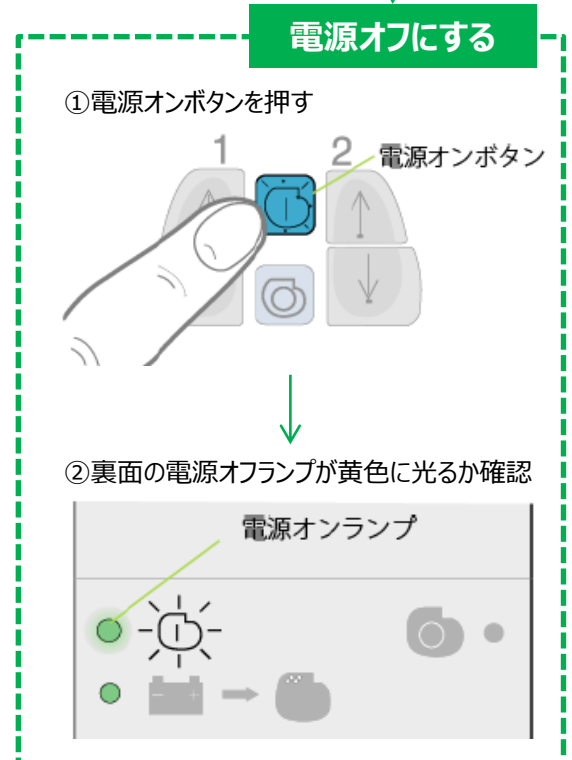 電源オフにする
①電源オンボタンを押す
1 2
電源オンボタン
②裏面の電源オフランプが黄色に光るか確認
電源オンランプ